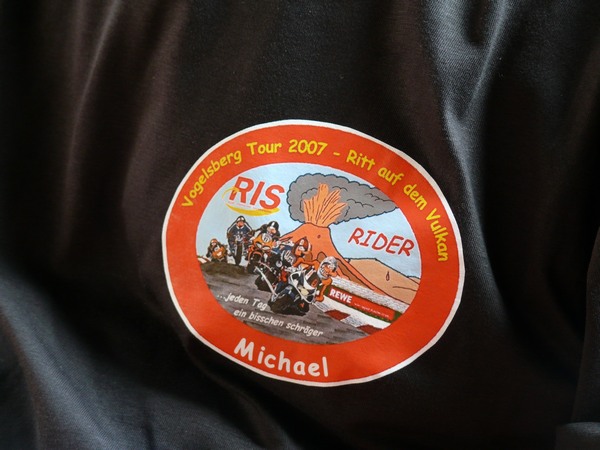 Vogelsberg Tour 2007 - Ritt auf dem Vulkan
RIS
RIDER
REWE
...jeden Tag
ein bisschen schräger
Michael